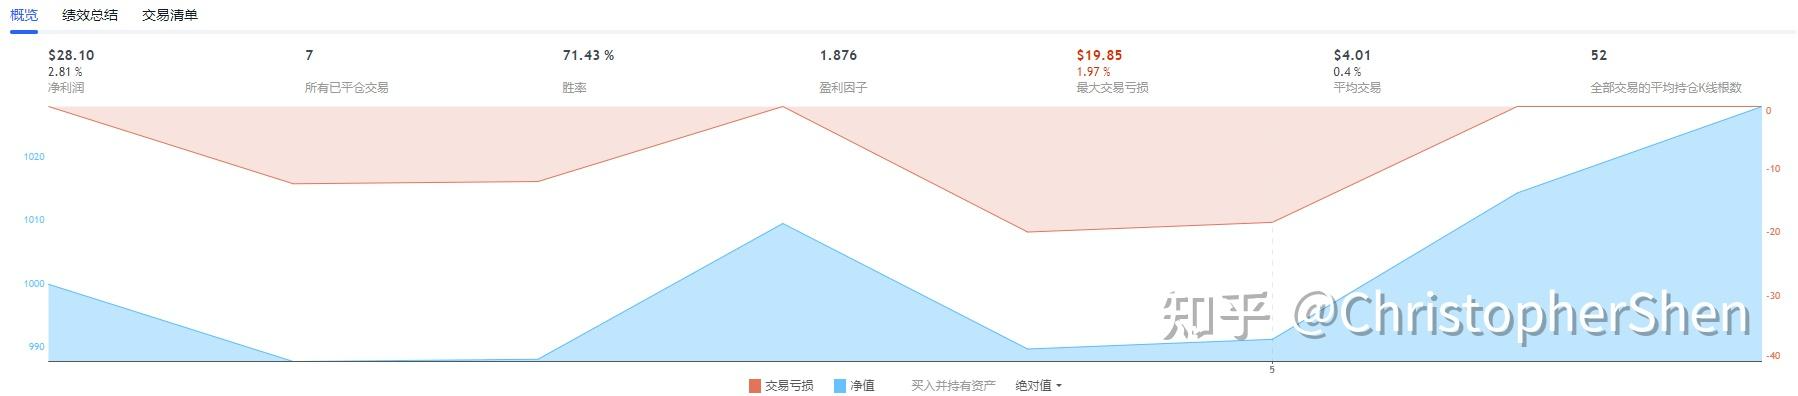 概览 绩效总结 交易清单
$28.10 7 71.43 % 1.876 $19.85 $4.01 52
2.81 % 1.97 % 0.4 %
净利润 所有已平仓交易 胜率 盈利因子 最大交易亏损 平均交易 全部交易的平均持仓K线根数
0
1020
-10
1010
-20
1000
-30
知乎 @ChristopherShen
990
-40
5
交易亏损 净值 买入并持有资产 绝对值